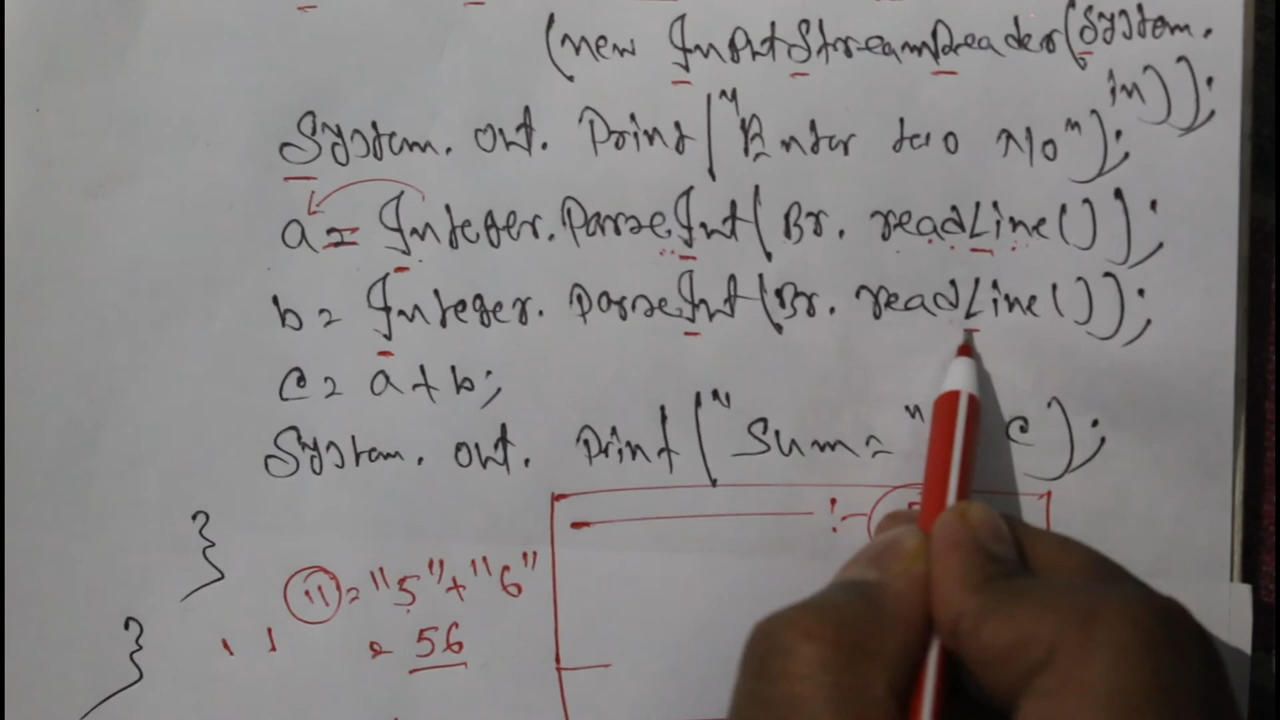 (new InputStreamReader(System.
in));
System. out. Print("Enter two No");
a = Integer.ParseInt(Br. readLine());
b = Integer. ParseInt(Br. readLine());
c = a + b;
System. out. Print("Sum = " c);
}
11 = "5" + "6"
= 56
}